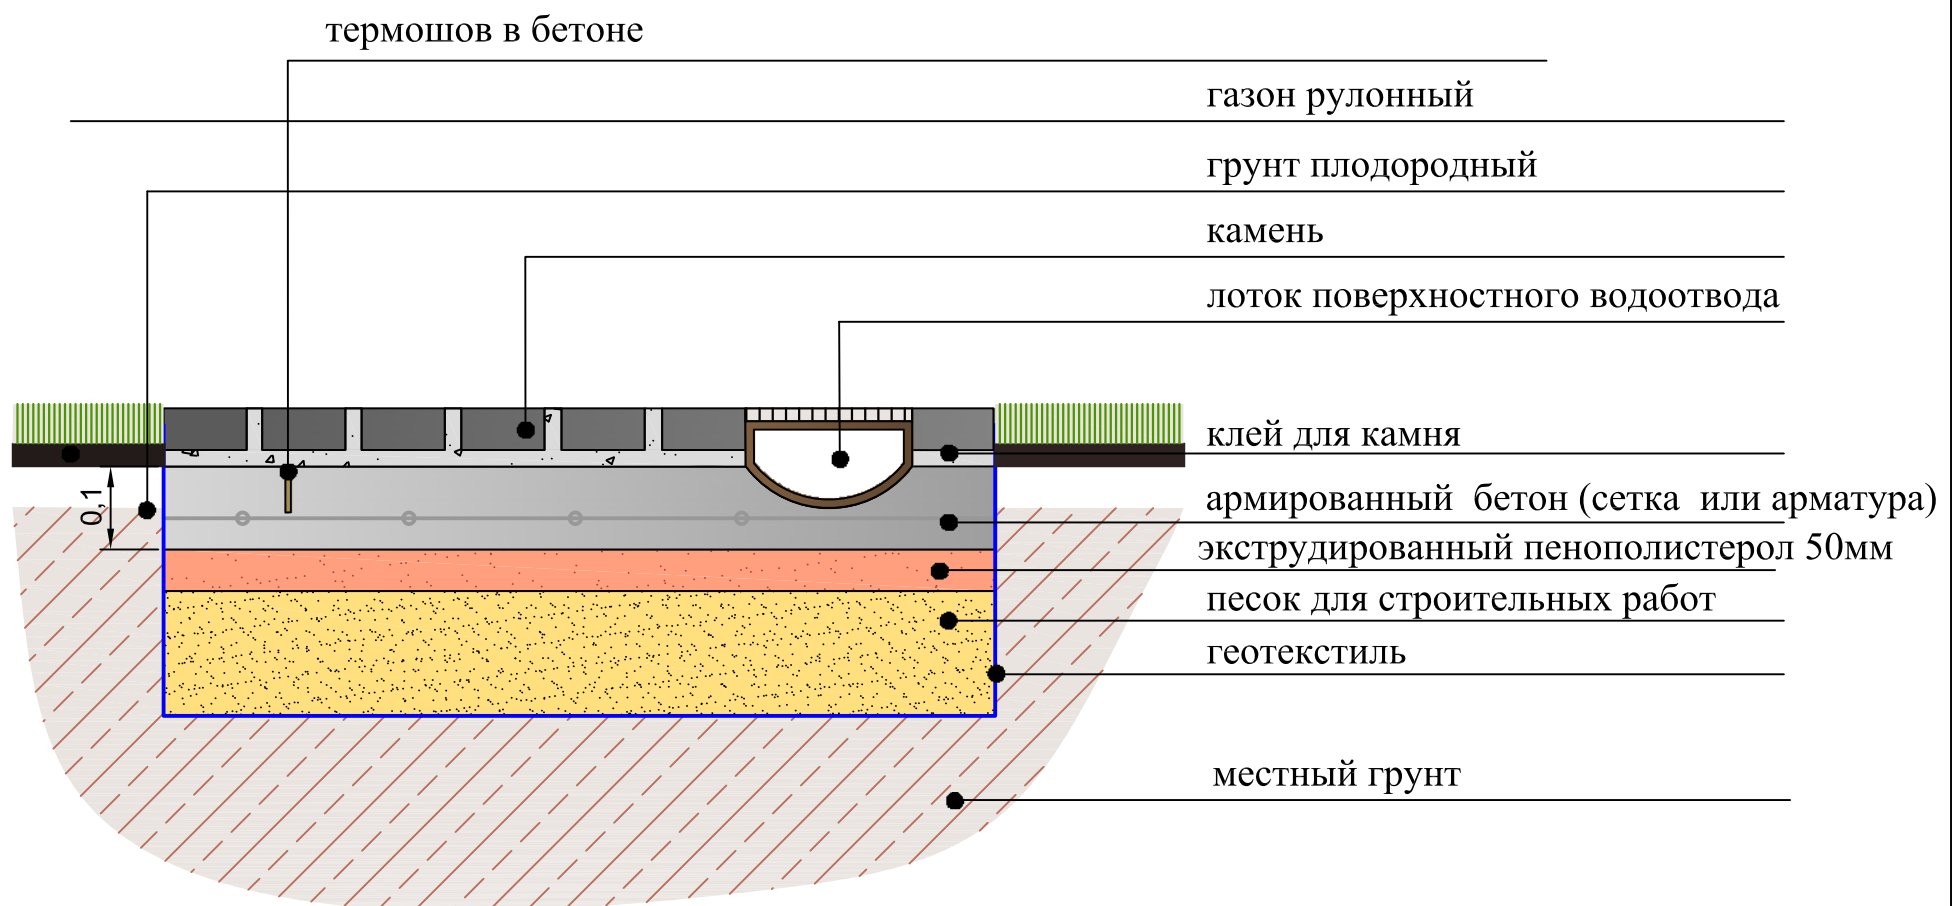 термошов в бетоне
газон рулонный
грунт плодородный
камень
лоток поверхностного водоотвода
клей для камня
0,1
армированный бетон (сетка или арматура)
экструдированный пенополистерол 50мм
песок для строительных работ
геотекстиль
местный грунт